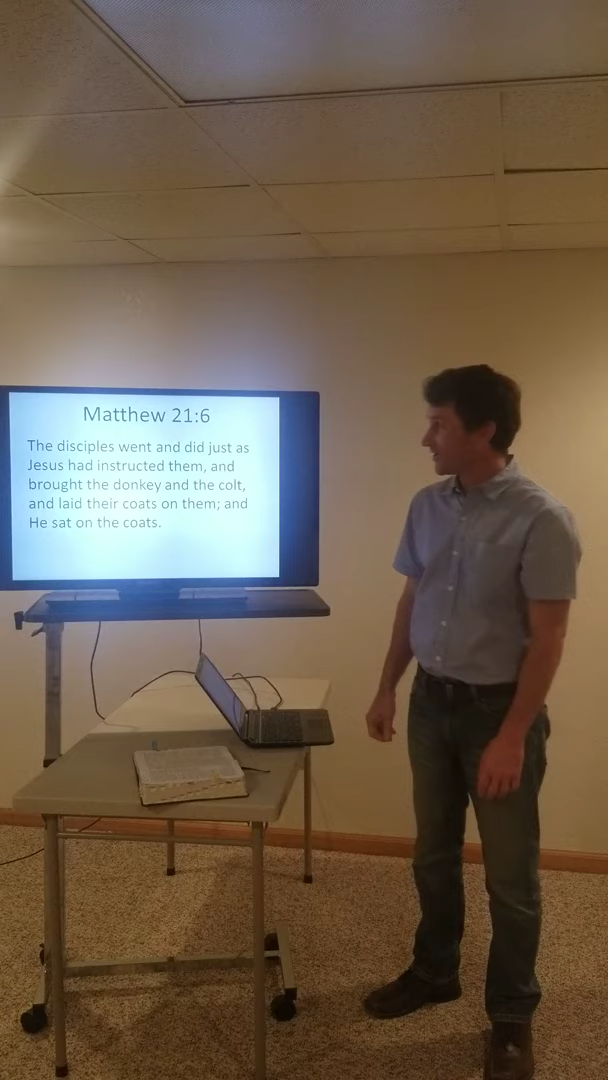 Matthew 21:6
The disciples went and did just as
Jesus had instructed them, and
brought the donkey and the colt,
and laid their coats on them; and
He sat on the coats.